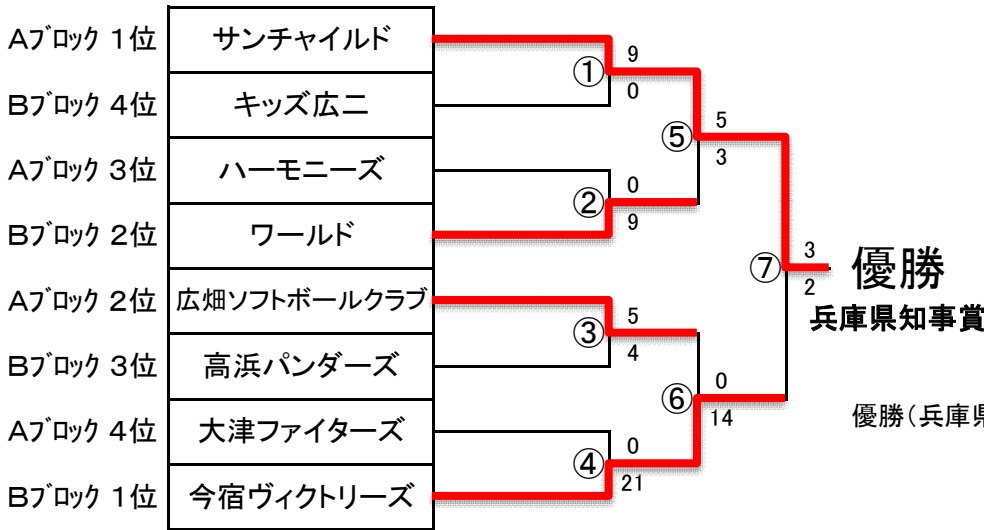 Aブロック 1位 サンチャイルド
9
①
0
Bブロック 4位 キッズ広二
5
⑤
3
Aブロック 3位 ハーモニーズ
0
②
9
Bブロック 2位 ワールド
3
⑦ 優勝
2
Aブロック 2位 広畑ソフトボールクラブ
兵庫県知事賞
5
③
4
Bブロック 3位 高浜パンダーズ
0
⑥
14
優勝(兵庫県
Aブロック 4位 大津ファイターズ
0
④
21
Bブロック 1位 今宿ヴィクトリーズ